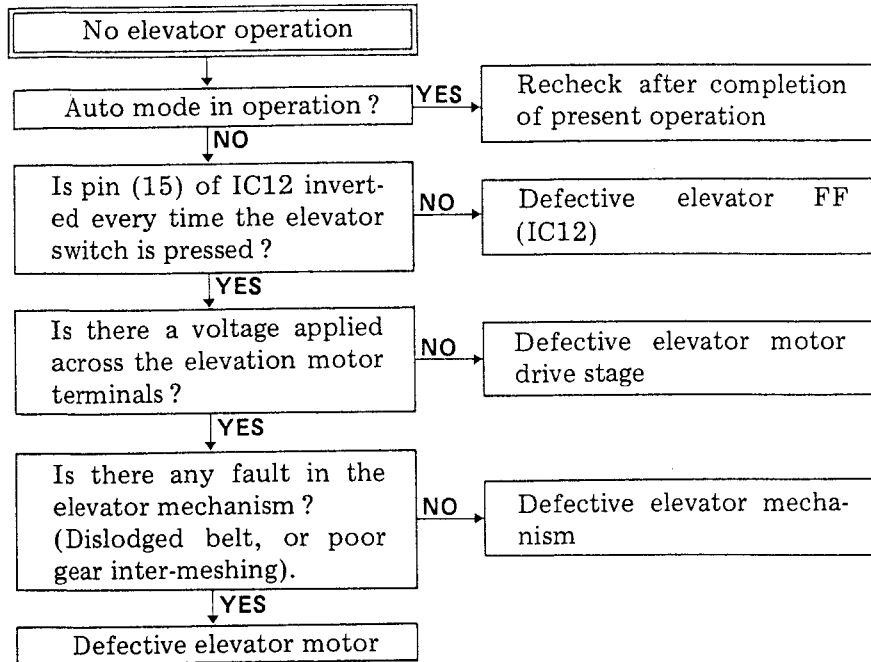 No elevator operation
Auto mode in operation ?
YES
Recheck after completion
of present operation
NO
Is pin (15) of IC12 invert-
ed every time the elevator
switch is pressed ?
NO
Defective elevator FF
(IC12)
YES
Is there a voltage applied
across the elevation motor
terminals ?
NO
Defective elevator motor
drive stage
YES
Is there any fault in the
elevator mechanism ?
(Dislodged belt, or poor
gear inter-meshing).
NO
Defective elevator mecha-
nism
YES
Defective elevator motor